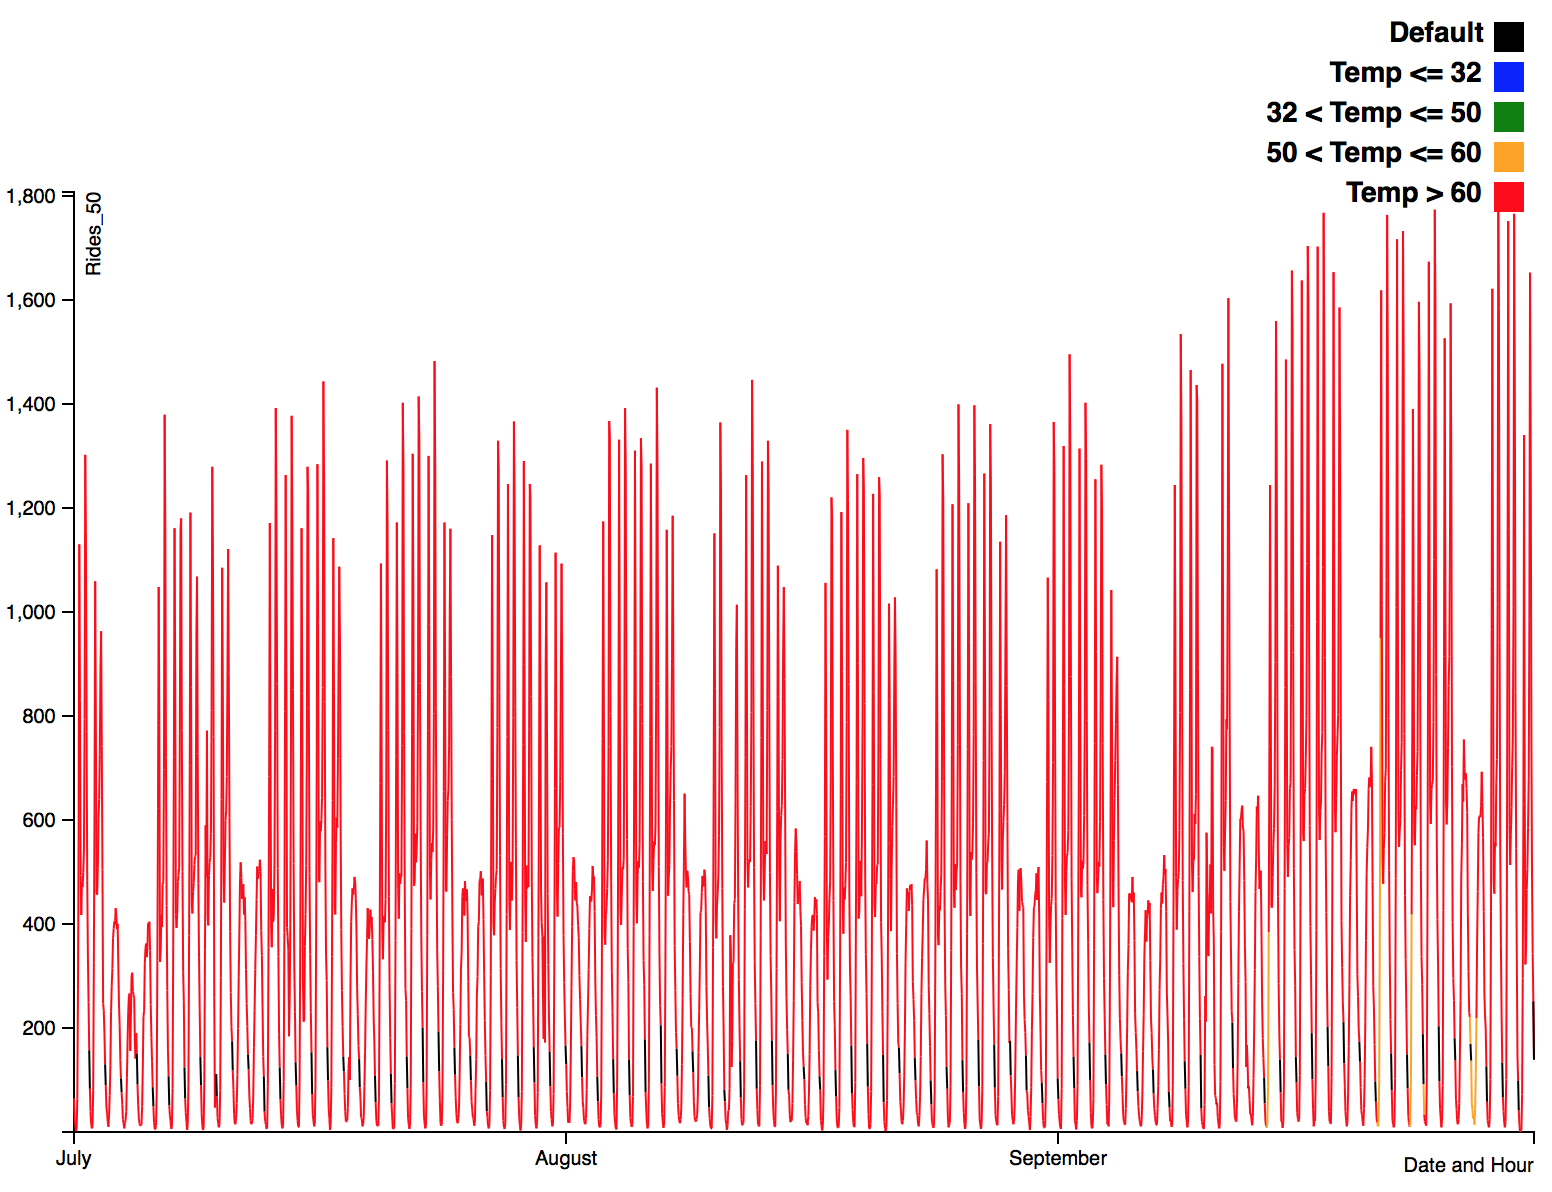 Default
Temp <= 32
32 < Temp <= 50
50 < Temp <= 60
Temp > 60
Rides_50
1,800
1,600
1,400
1,200
1,000
800
600
400
200
July August September
Date and Hour